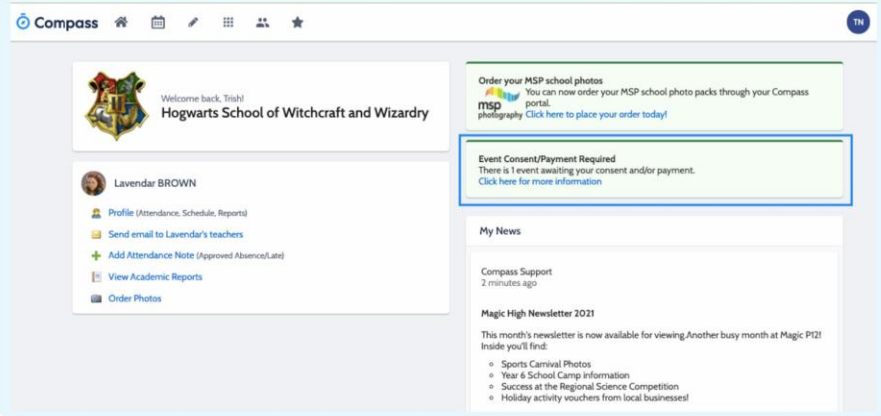 Compass
TN
Welcome back, Trish!
Hogwarts School of Witchcraft and Wizardry
Lavendar BROWN
Profile (Attendance, Schedule, Reports)
Send email to Lavendar's teachers
Add Attendance Note (Approved Absence/Late)
View Academic Reports
Order Photos
Order your MSP school photos
msp
photography
You can now order your MSP school photo packs through your Compass
portal.
Click here to place your order today!
Event Consent/Payment Required
There is 1 event awaiting your consent and/or payment.
Click here for more information
My News
Compass Support
2 minutes ago
Magic High Newsletter 2021
This month's newsletter is now available for viewing.Another busy month at Magic P12!
Inside you'll find:
Sports Carnival Photos
Year 6 School Camp information
Success at the Regional Science Competition
Holiday activity vouchers from local businesses!